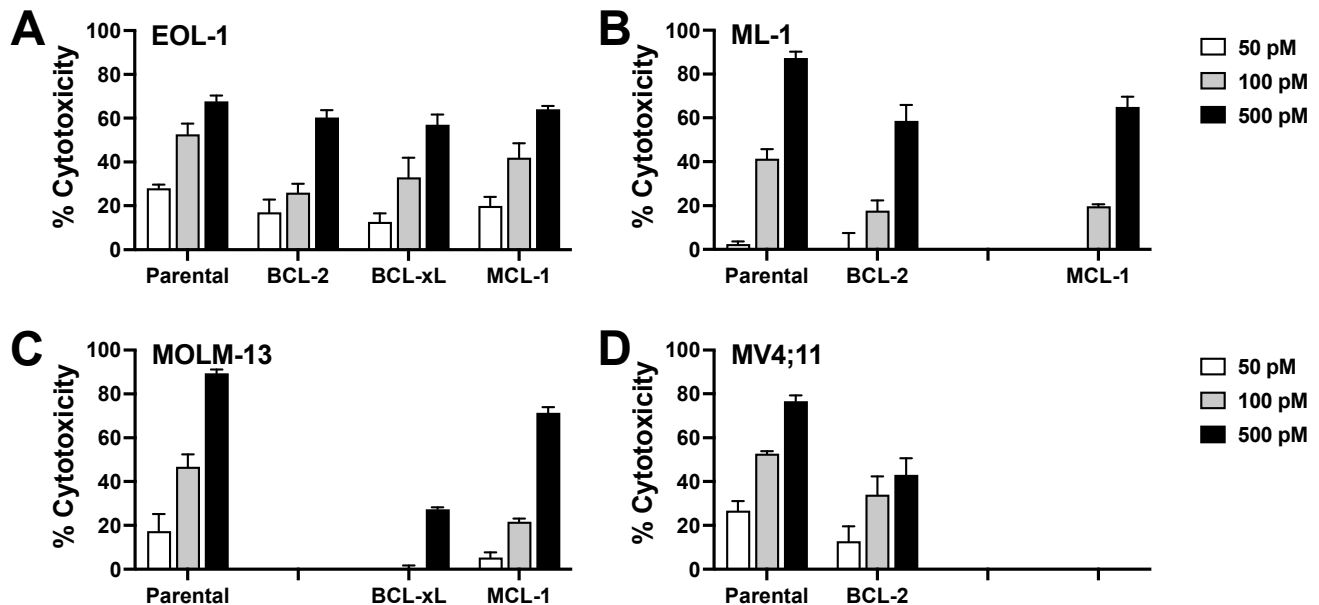 A
EOL-1
% Cytotoxicity
100
80
60
40
20
0
Parental BCL-2 BCL-xL MCL-1
B
ML-1
% Cytotoxicity
100
80
60
40
20
0
Parental BCL-2 MCL-1
50 pM
100 pM
500 pM
C
MOLM-13
% Cytotoxicity
100
80
60
40
20
0
Parental BCL-xL MCL-1
D
MV4;11
% Cytotoxicity
100
80
60
40
20
0
Parental BCL-2
50 pM
100 pM
500 pM